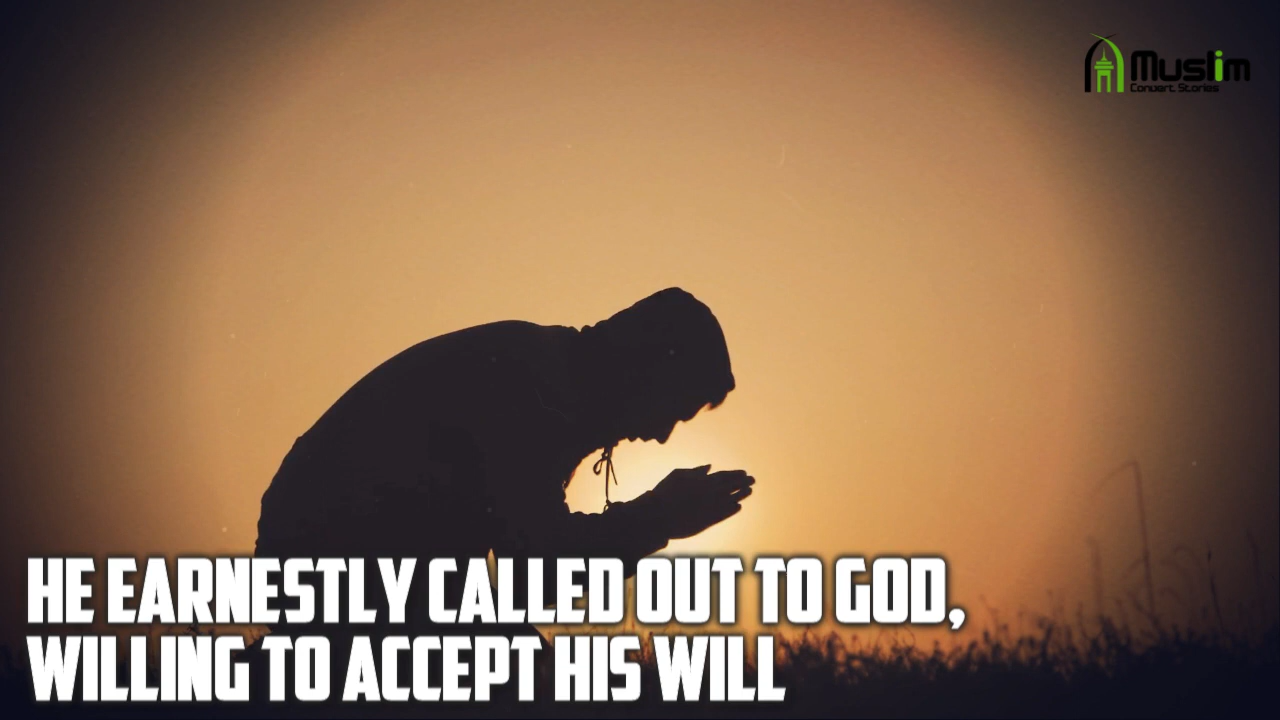 Muslim
Convert Stories
HE EARNESTLY CALLED OUT TO GOD,
WILLING TO ACCEPT HIS WILL